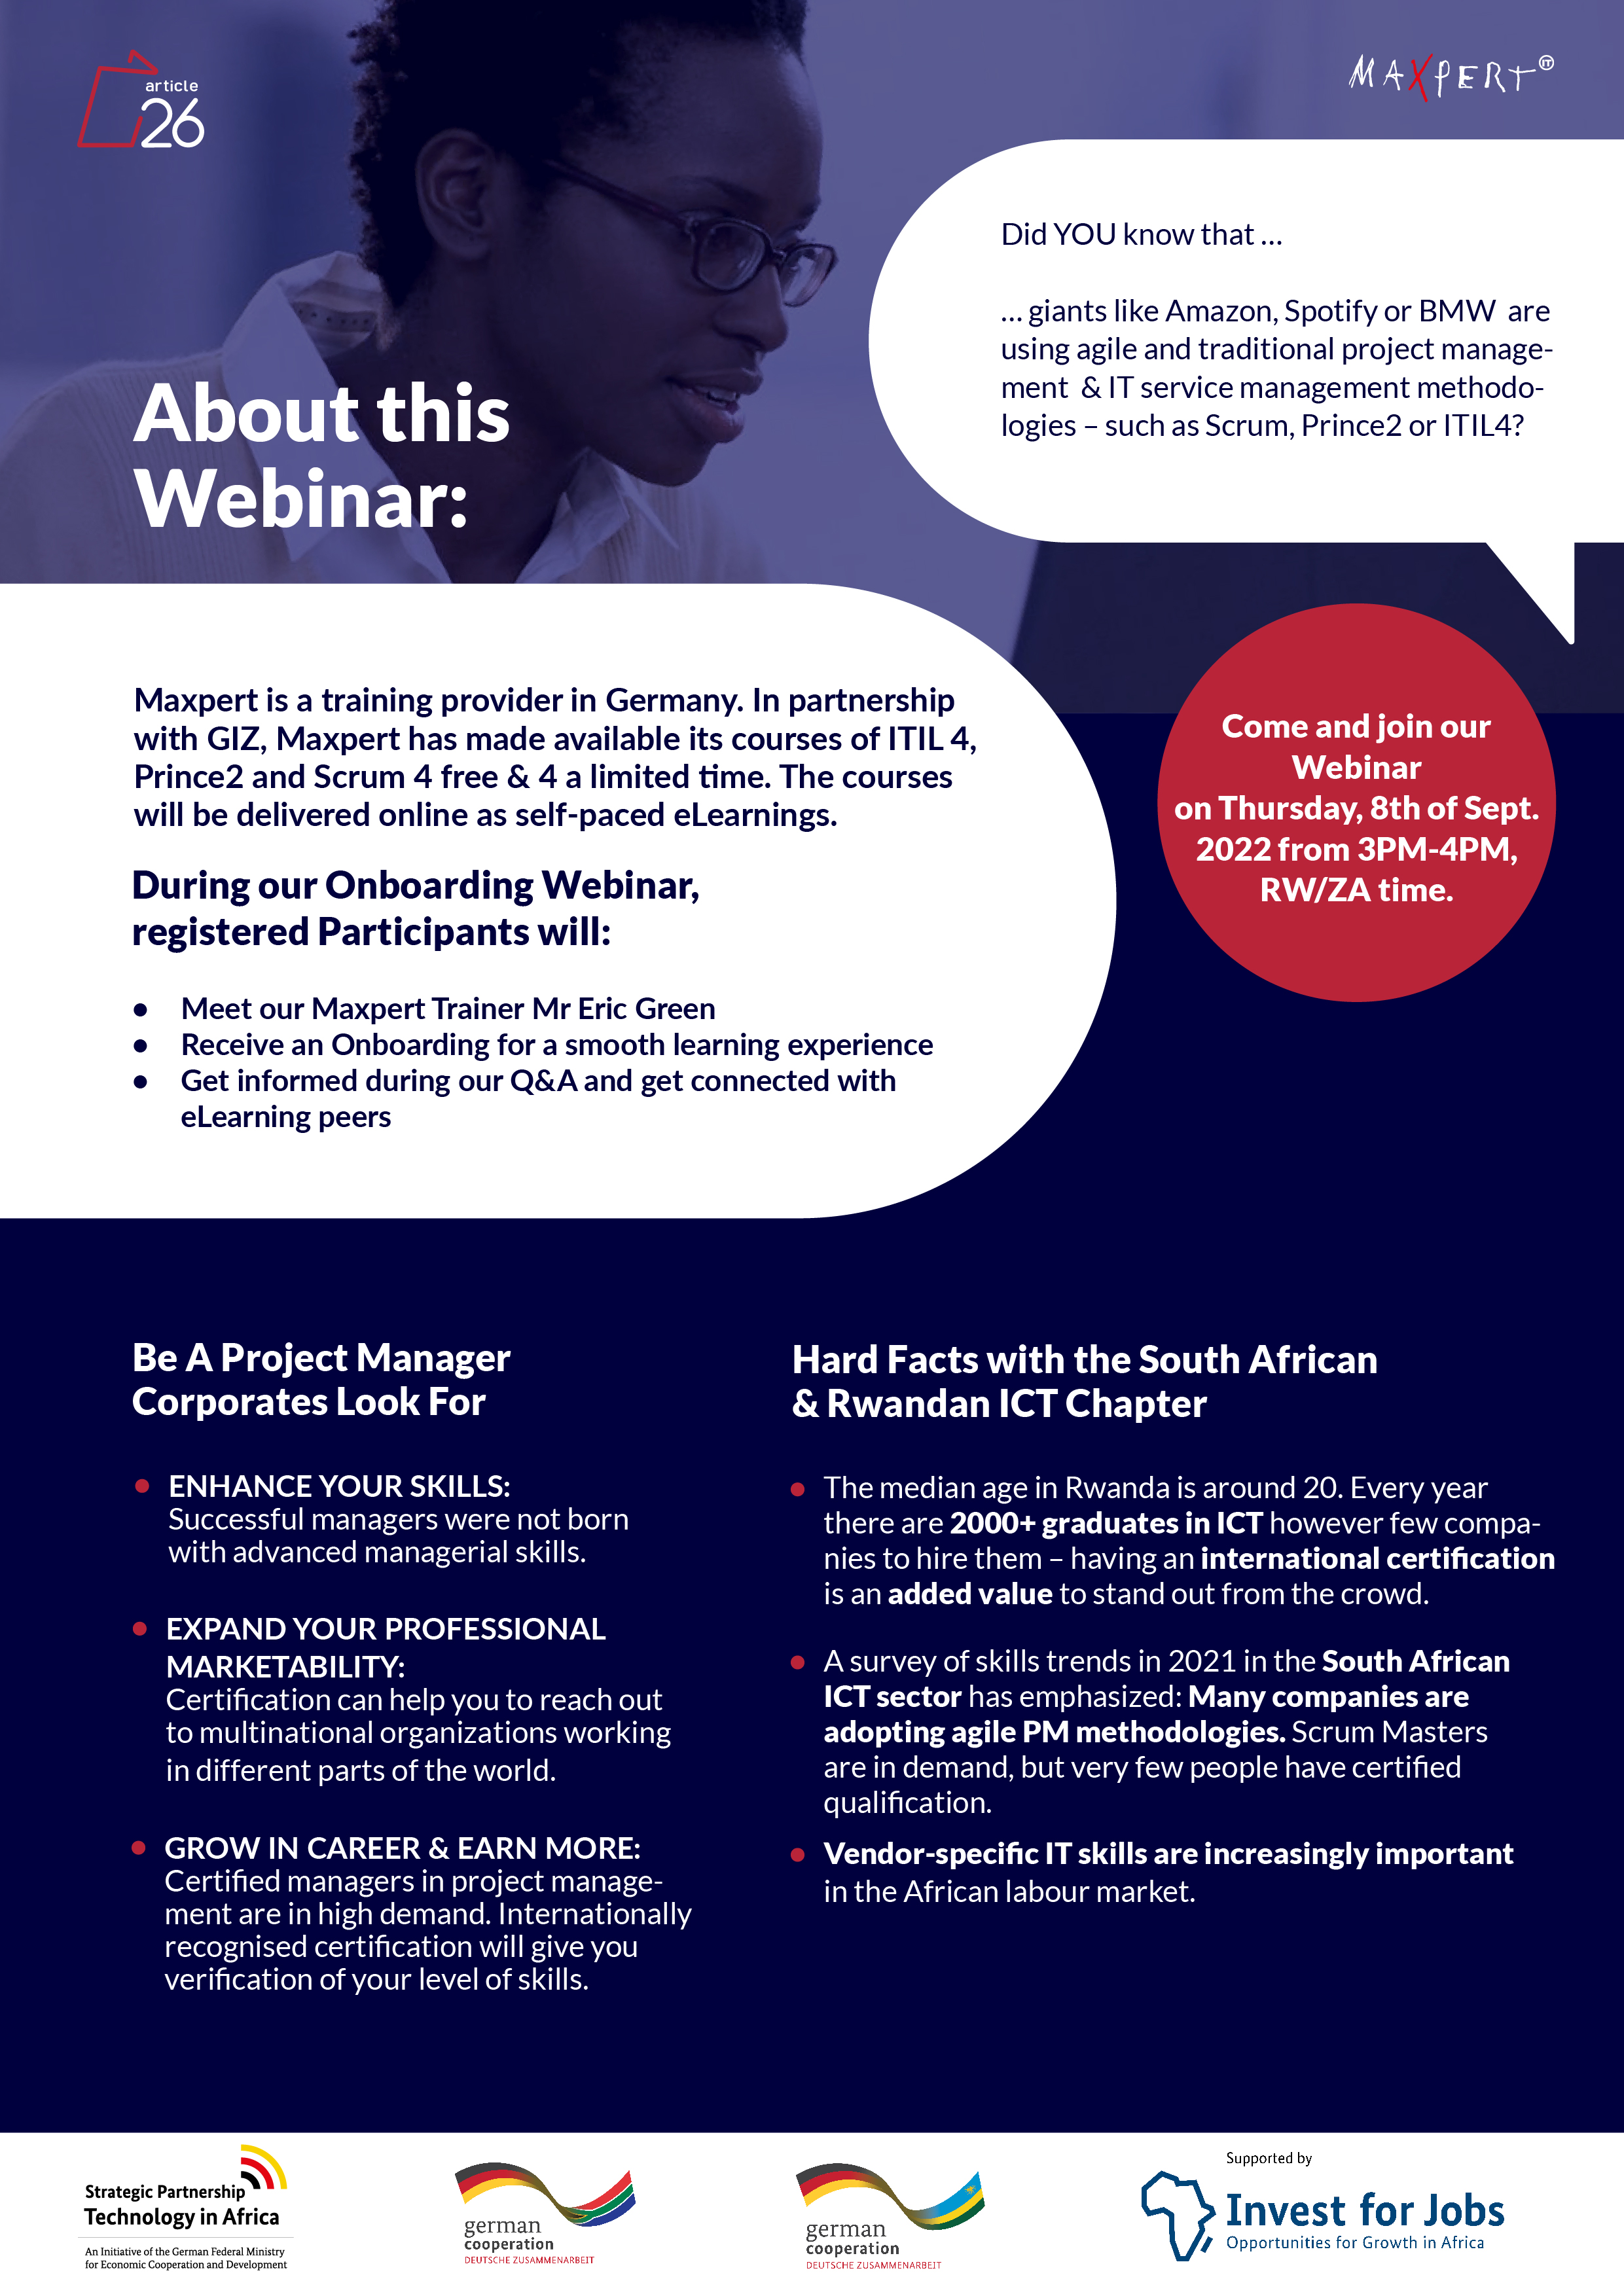 article
26
MAXPERT IT
Did YOU know that ...
... giants like Amazon, Spotify or BMW are
using agile and traditional project manage-
ment & IT service management methodo-
logies – such as Scrum, Prince2 or ITIL4?
About this
Webinar:
Maxpert is a training provider in Germany. In partnership
with GIZ, Maxpert has made available its courses of ITIL 4,
Prince2 and Scrum 4 free & 4 a limited time. The courses
will be delivered online as self-paced eLearnings.
Come and join our
Webinar
on Thursday, 8th of Sept.
2022 from 3PM-4PM,
RW/ZA time.
During our Onboarding Webinar,
registered Participants will:
● Meet our Maxpert Trainer Mr Eric Green
● Receive an Onboarding for a smooth learning experience
● Get informed during our Q&A and get connected with
eLearning peers
Be A Project Manager
Corporates Look For
● ENHANCE YOUR SKILLS:
Successful managers were not born
with advanced managerial skills.
● EXPAND YOUR PROFESSIONAL
MARKETABILITY:
Certification can help you to reach out
to multinational organizations working
in different parts of the world.
● GROW IN CAREER & EARN MORE:
Certified managers in project manage-
ment are in high demand. Internationally
recognised certification will give you
verification of your level of skills.
Hard Facts with the South African
& Rwandan ICT Chapter
● The median age in Rwanda is around 20. Every year
there are 2000+ graduates in ICT however few compa-
nies to hire them – having an international certification
is an added value to stand out from the crowd.
● A survey of skills trends in 2021 in the South African
ICT sector has emphasized: Many companies are
adopting agile PM methodologies. Scrum Masters
are in demand, but very few people have certified
qualification.
● Vendor-specific IT skills are increasingly important
in the African labour market.
Strategic Partnership
Technology in Africa
An Initiative of the German Federal Ministry
for Economic Cooperation and Development
german
cooperation
DEUTSCHE ZUSAMMENARBEIT
german
cooperation
DEUTSCHE ZUSAMMENARBEIT
Supported by
Invest for Jobs
Opportunities for Growth in Africa